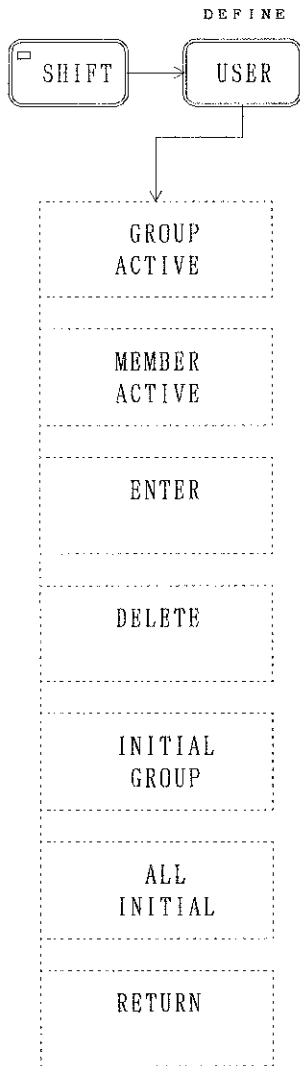 DEFINE
SHIFT
USER
GROUP
ACTIVE
MEMBER
ACTIVE
ENTER
DELETE
INITIAL
GROUP
ALL
INITIAL
RETURN